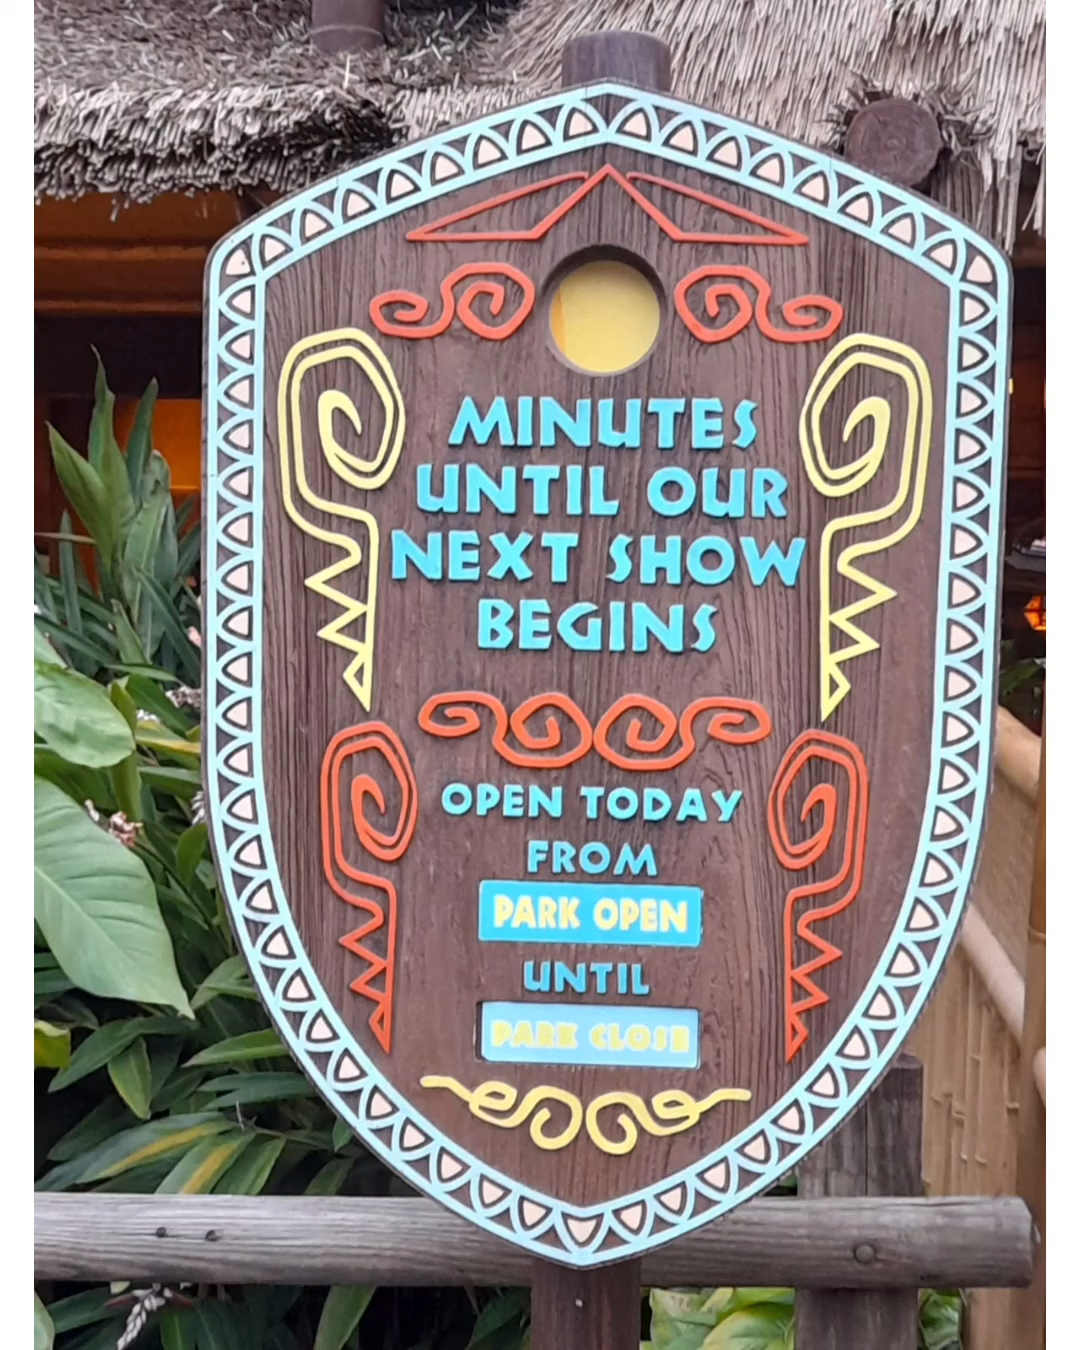 MINUTES
UNTIL OUR
NEXT SHOW
BEGINS
OPEN TODAY
FROM
PARK OPEN
UNTIL
PARK CLOSE